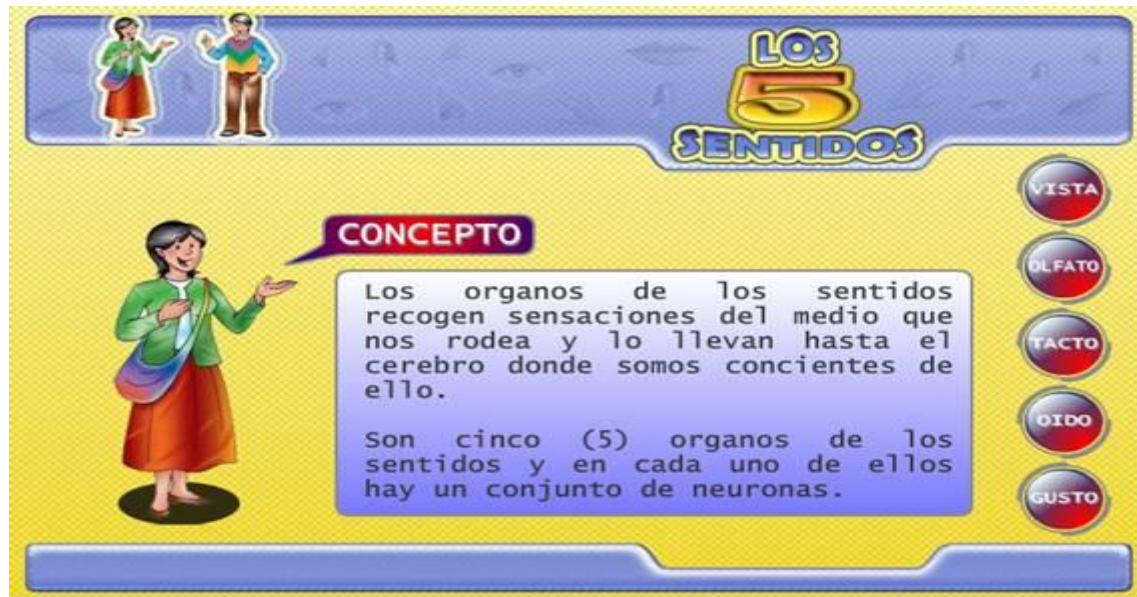 LOS
5
SENTIDOS
CONCEPTO
Los organos de los sentidos
recogen sensaciones del medio que
nos rodea y lo llevan hasta el
cerebro donde somos concientes de
ello.
Son cinco (5) organos de los
sentidos y en cada uno de ellos
hay un conjunto de neuronas.
VISTA
OLFATO
TACTO
OIDO
GUSTO